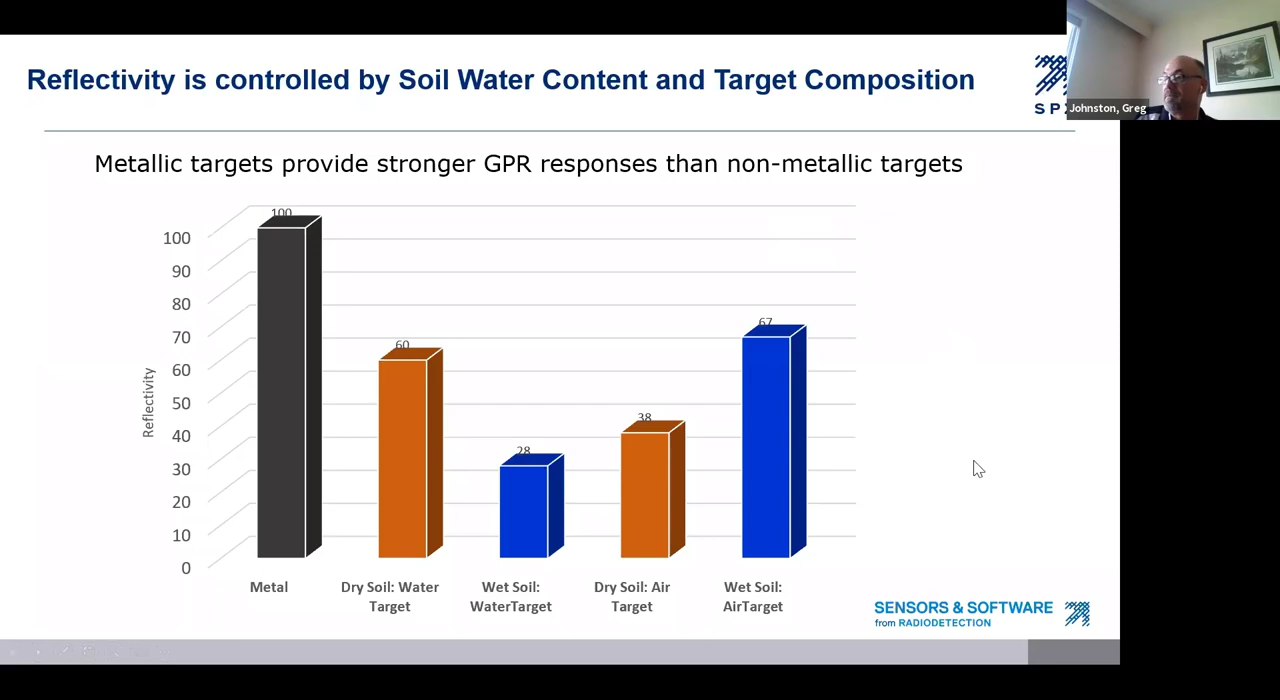 Reflectivity is controlled by Soil Water Content and Target Composition
SP
Johnston, Greg
Metallic targets provide stronger GPR responses than non-metallic targets
100
90
80
70
60
50
40
30
20
10
0
Reflectivity
100
60
28
38
67
Metal
Dry Soil: Water
Target
Wet Soil:
WaterTarget
Dry Soil: Air
Target
Wet Soil:
AirTarget
SENSORS & SOFTWARE
from RADIODETECTION